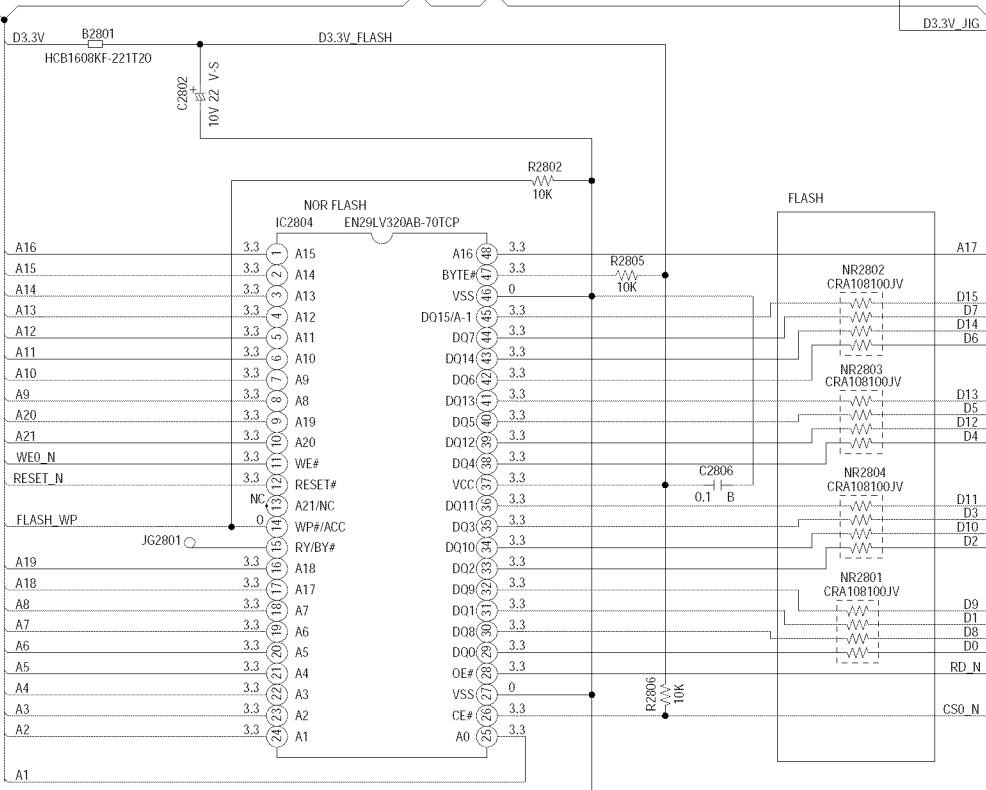 D3.3V_JIG
D3.3V B2801 D3.3V_FLASH
HCB1608KF-221T20
C2802
10V 22 V-S
R2802
10K
FLASH
NOR FLASH
IC2804 EN29LV320AB-70TCP
A16 3.3 1 A15 A16 48 3.3 A17
A15 3.3 2 A14 BYTE# 47 3.3 R2805 10K
A14 3.3 3 A13 VSS 46 0
NR2802
CRA108100JV
A13 3.3 4 A12 DQ15/A-1 45 3.3 D15
A12 3.3 5 A11 DQ7 44 3.3 D7
A11 3.3 6 A10 DQ14 43 3.3 D14
A10 3.3 7 A9 DQ6 42 3.3 D6
NR2803
CRA108100JV
A9 3.3 8 A8 DQ13 41 3.3 D13
A20 3.3 9 A19 DQ5 40 3.3 D5
A21 3.3 10 A20 DQ12 39 3.3 D12
WE0_N 3.3 11 WE# DQ4 38 3.3 D4
RESET_N 3.3 12 RESET# VCC 37 3.3
C2806
0.1 B
NR2804
CRA108100JV
NC 13 A21/NC DQ11 36 3.3 D11
FLASH_WP 0 14 WP#/ACC DQ3 35 3.3 D3
JG2801 15 RY/BY# DQ10 34 3.3 D10
A19 3.3 16 A18 DQ2 33 3.3 D2
NR2801
CRA108100JV
A18 3.3 17 A17 DQ9 32 3.3 D9
A8 3.3 18 A7 DQ1 31 3.3 D1
A7 3.3 19 A6 DQ8 30 3.3 D8
A6 3.3 20 A5 DQ0 29 3.3 D0
A5 3.3 21 A4 OE# 28 3.3 RD_N
A4 3.3 22 A3 VSS 27 0
R2806
10K
A3 3.3 23 A2 CE# 26 3.3 CS0_N
A2 3.3 24 A1 A0 25 3.3
A1